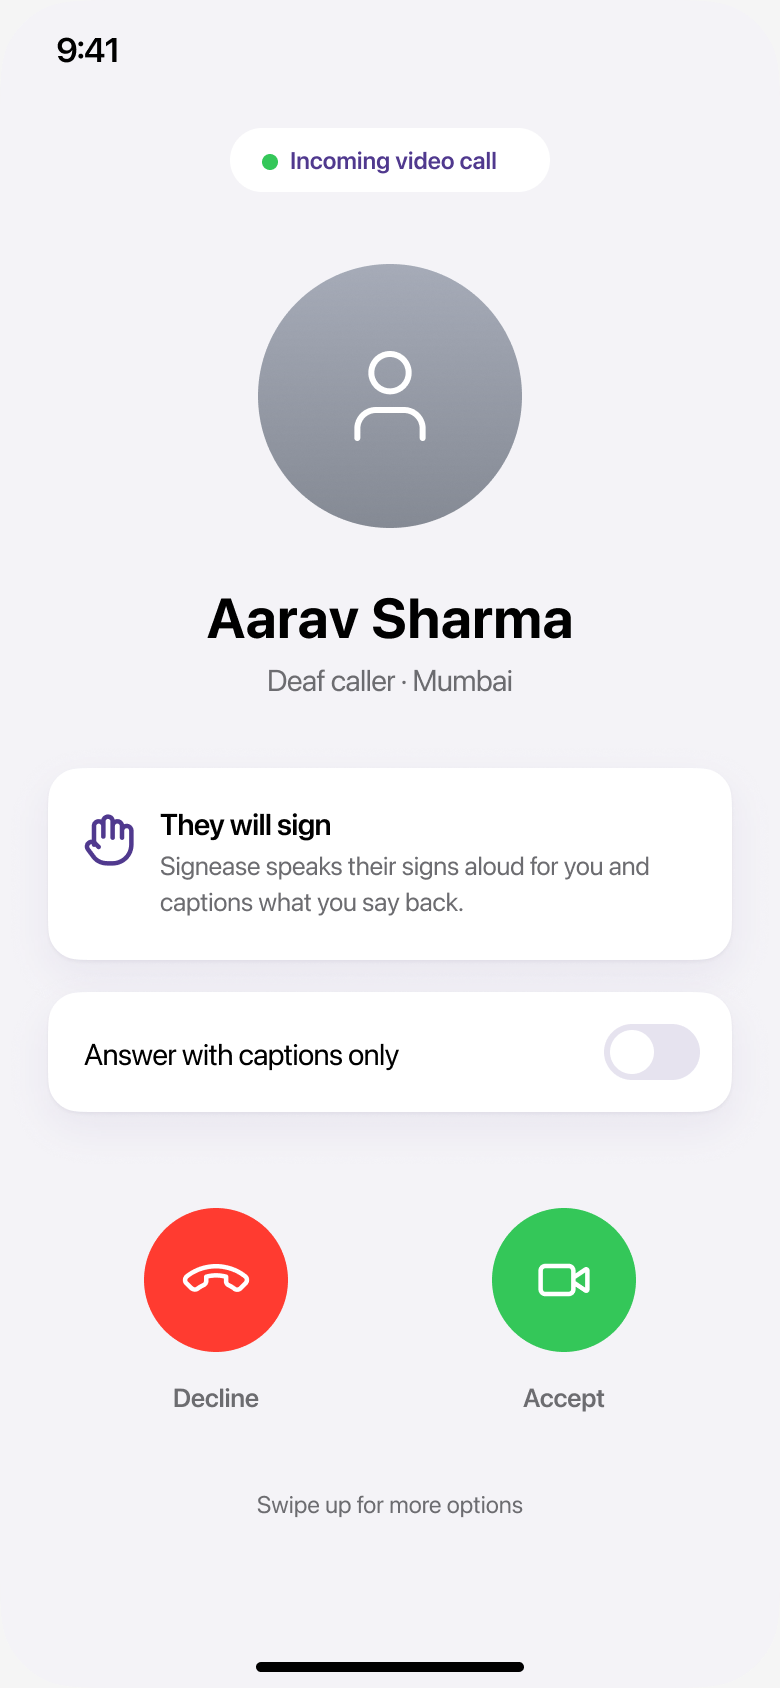 9:41
Incoming video call
Aarav Sharma
Deaf caller · Mumbai
They will sign
Signease speaks their signs aloud for you and
captions what you say back.
Answer with captions only
Decline
Accept
Swipe up for more options